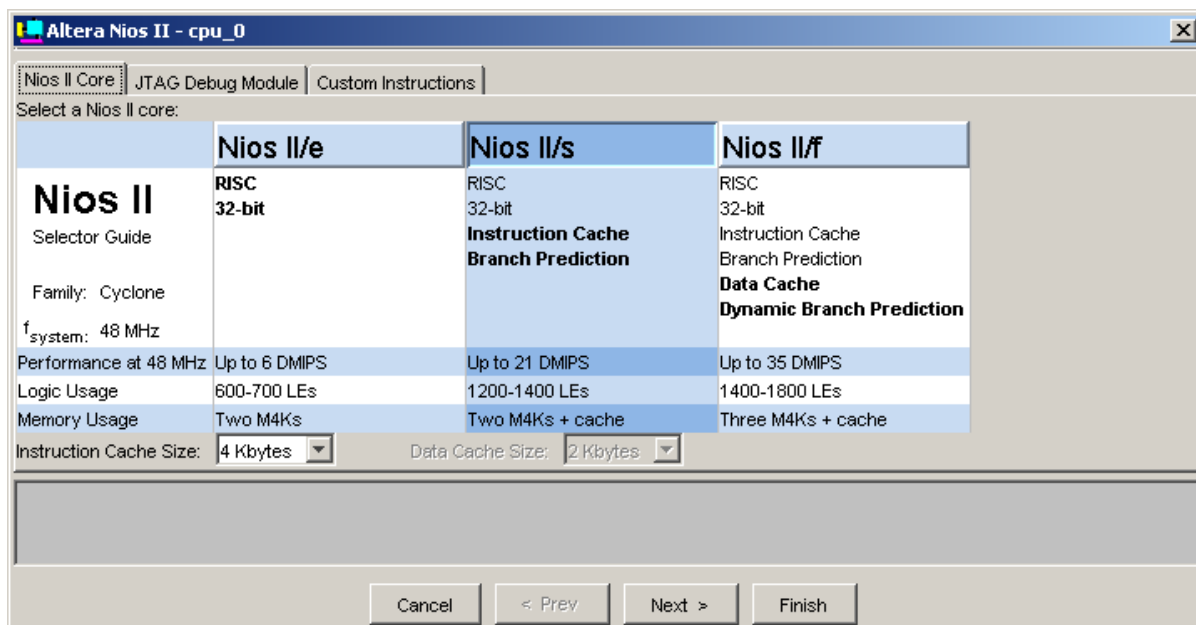 Altera Nios II - cpu_0
Nios II Core JTAG Debug Module Custom Instructions
Select a Nios II core:
Nios II/e Nios II/s Nios II/f
Nios II
Selector Guide
Family: Cyclone
fsystem: 48 MHz
RISC
32-bit
RISC
32-bit
Instruction Cache
Branch Prediction
RISC
32-bit
Instruction Cache
Branch Prediction
Data Cache
Dynamic Branch Prediction
Performance at 48 MHz Up to 6 DMIPS Up to 21 DMIPS Up to 35 DMIPS
Logic Usage 600-700 LEs 1200-1400 LEs 1400-1800 LEs
Memory Usage Two M4Ks Two M4Ks + cache Three M4Ks + cache
Instruction Cache Size: 4 Kbytes Data Cache Size: 2 Kbytes
Cancel < Prev Next > Finish